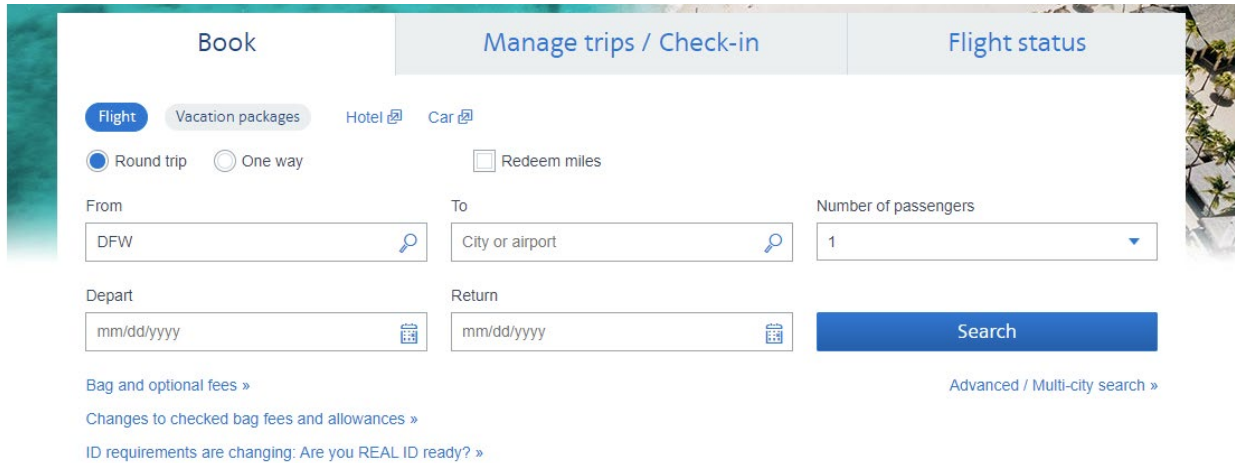 Book Manage trips / Check-in Flight status
Flight Vacation packages Hotel Car
Round trip One way Redeem miles
From To Number of passengers
DFW City or airport 1
Depart Return
mm/dd/yyyy mm/dd/yyyy Search
Bag and optional fees » Advanced / Multi-city search »
Changes to checked bag fees and allowances »
ID requirements are changing: Are you REAL ID ready? »